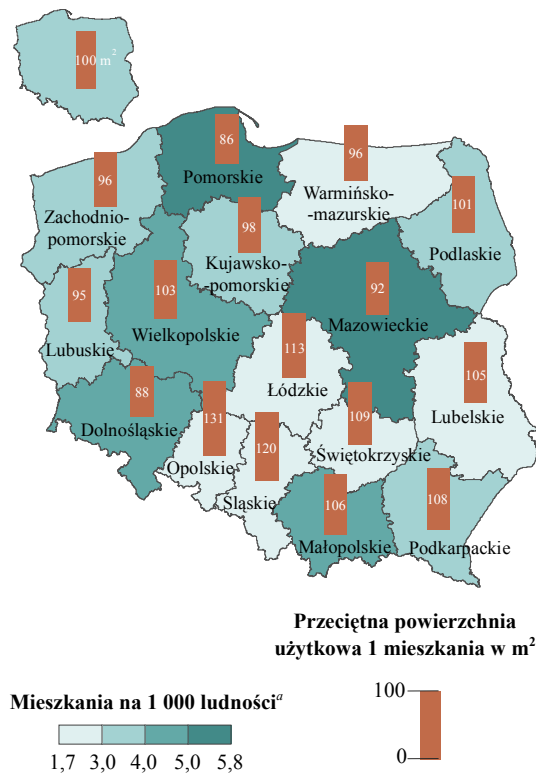 100 m²
86
Pomorskie
96
Warmińsko-
mazurskie
96
Zachodnio-
pomorskie
101
Podlaskie
98
Kujawsko-
-pomorskie
95
Lubuskie
103
Wielkopolskie
92
Mazowieckie
113
Łódzkie
105
Lubelskie
88
Dolnośląskie
131
Opolskie
120
Śląskie
109
Świętokrzyskie
106
Małopolskie
108
Podkarpackie
Przeciętna powierzchnia
użytkowa 1 mieszkania w m²
100
0
Mieszkania na 1 000 ludnościᵃ
1,7 3,0 4,0 5,0 5,8